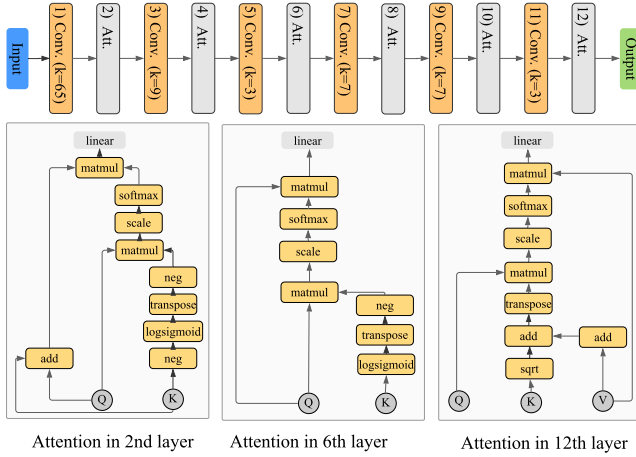 Input
1) Conv. (k=65)
2) Att.
3) Conv. (k=9)
4) Att.
5) Conv. (k=3)
6) Att.
7) Conv. (k=7)
8) Att.
9) Conv. (k=7)
10) Att.
11) Conv. (k=3)
12) Att.
Output
linear
matmul
softmax
scale
matmul
neg
transpose
logsigmoid
add
neg
Q
K
Attention in 2nd layer
linear
matmul
softmax
scale
matmul
neg
transpose
logsigmoid
Q
K
Attention in 6th layer
linear
matmul
softmax
scale
matmul
transpose
add
add
sqrt
Q
K
V
Attention in 12th layer